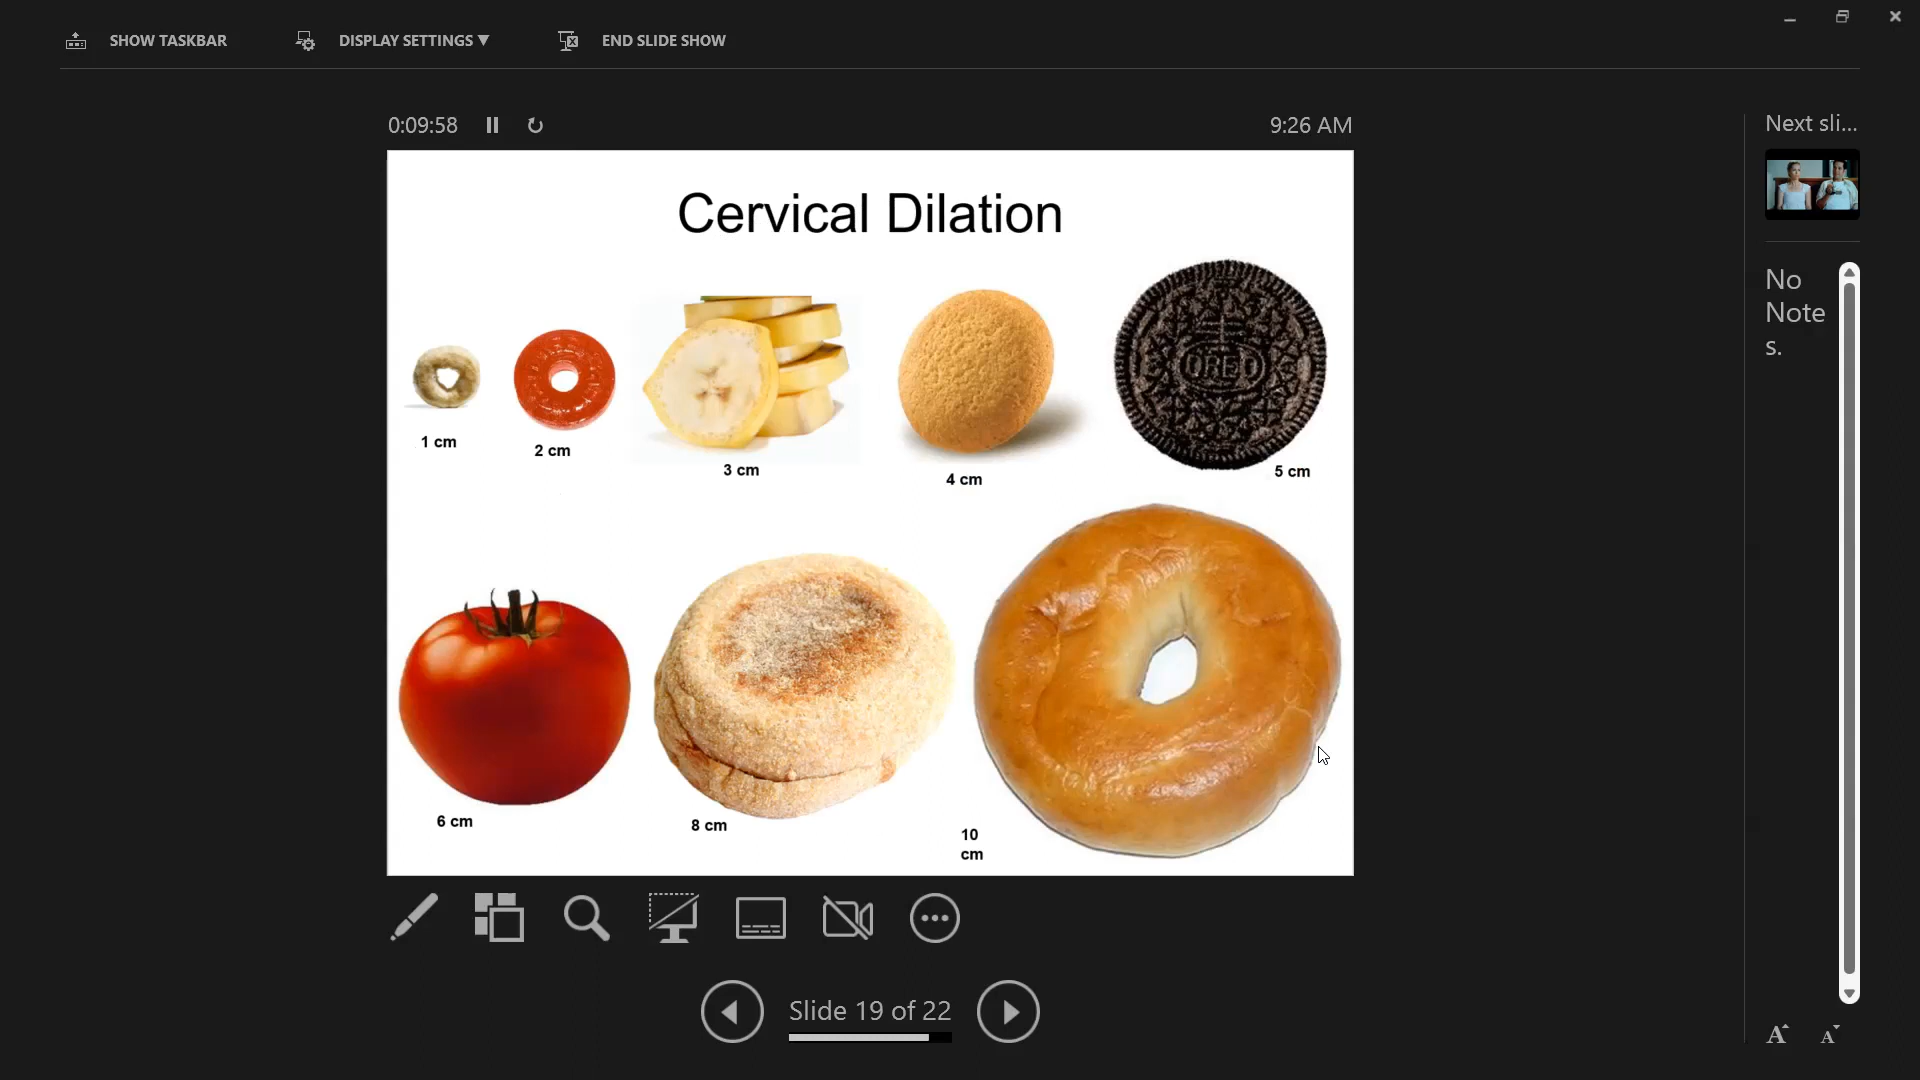 SHOW TASKBAR
DISPLAY SETTINGS ▼
END SLIDE SHOW
0:09:58
9:26 AM
Next sli...
Cervical Dilation
OREO
1 cm
2 cm
3 cm
4 cm
5 cm
6 cm
8 cm
10
cm
No
Note
s.
Slide 19 of 22
A
A